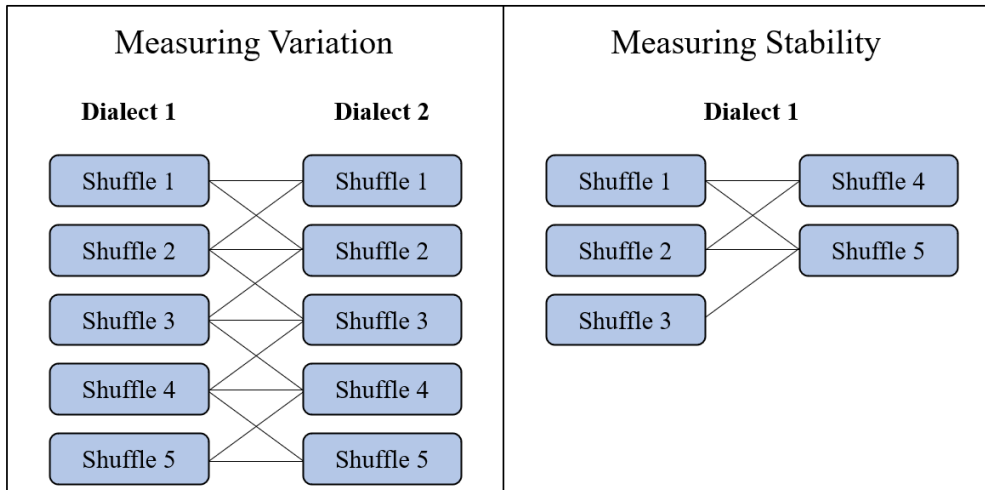 Measuring Variation
Dialect 1 Dialect 2
Shuffle 1 Shuffle 1
Shuffle 2 Shuffle 2
Shuffle 3 Shuffle 3
Shuffle 4 Shuffle 4
Shuffle 5 Shuffle 5
Measuring Stability
Dialect 1
Shuffle 1 Shuffle 4
Shuffle 2 Shuffle 5
Shuffle 3